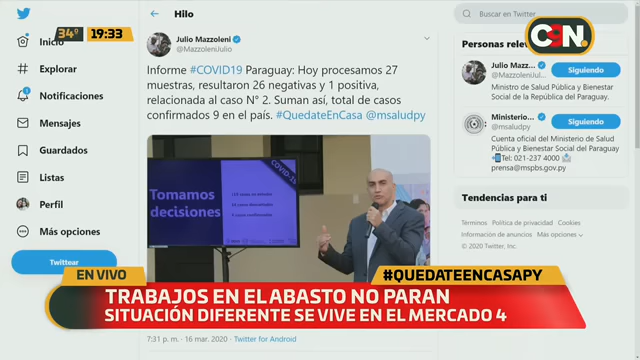 34°
19:33
Hilo
Buscar en Twitter
C9N.
Inicio
Explorar
Notificaciones
Mensajes
Guardados
Listas
Perfil
Más opciones
Twittear
Julio Mazzoleni
@MazzoleniJulio
Informe #COVID19 Paraguay: Hoy procesamos 27
muestras, resultaron 26 negativas y 1 positiva,
relacionada al caso N° 2. Suman así, total de casos
confirmados 9 en el país. #QuedateEnCasa @msaludpy
Tomamos
decisiones
COVID-19
7:31 p. m. · 16 mar. 2020 · Twitter for Android
Personas relev
Julio Mazz...
@MazzoleniJul
Siguiendo
Ministro de Salud Pública y Bienestar
Social de la República del Paraguay.
Ministerio...
@msaludpy
Siguiendo
Cuenta oficial del Ministerio de Salud
Pública y Bienestar Social del Paraguay
Tel: 021-237 4000
prensa@mspbs.gov.py
Tendencias para ti
Términos Política de privacidad Cookies
Información de anuncios Más opciones
© 2020 Twitter, Inc.
EN VIVO
#QUEDATEENCASAPY
TRABAJOS EN EL ABASTO NO PARAN
SITUACIÓN DIFERENTE SE VIVE EN EL MERCADO 4